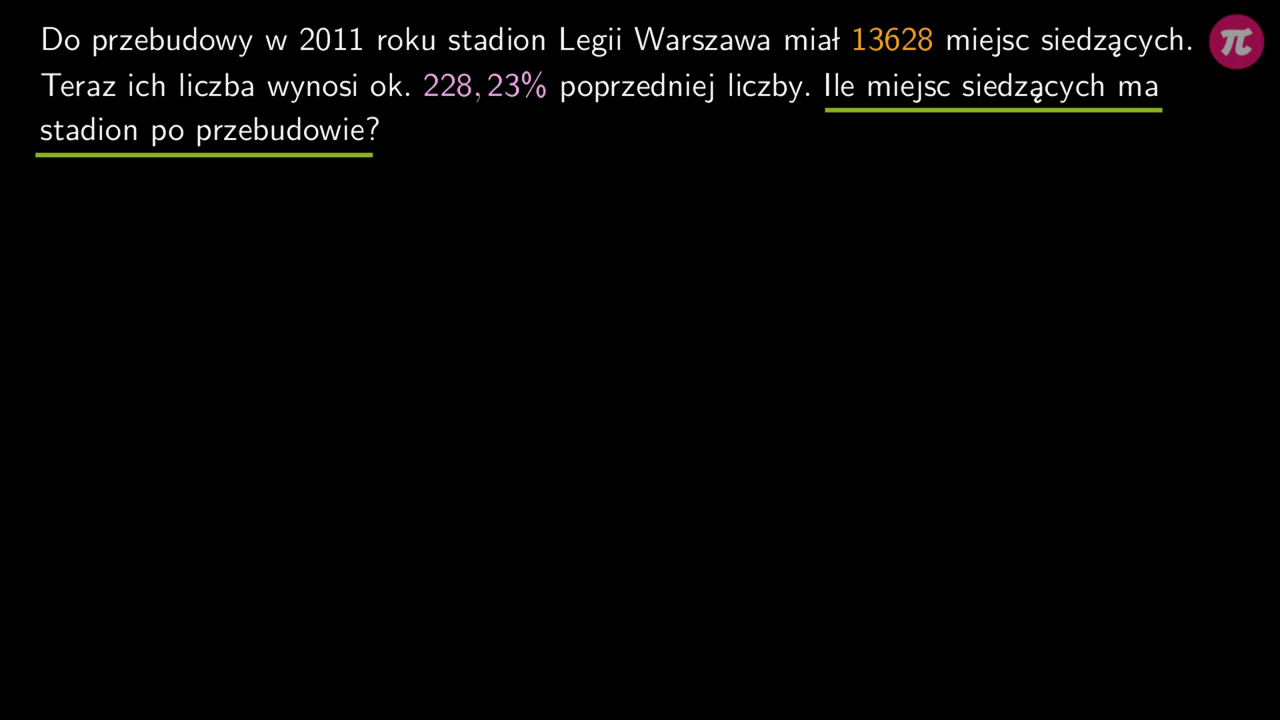 Do przebudowy w 2011 roku stadion Legii Warszawa miał 13628 miejsc siedzących.
Teraz ich liczba wynosi ok. 228,23% poprzedniej liczby. Ile miejsc siedzących ma
stadion po przebudowie?
π